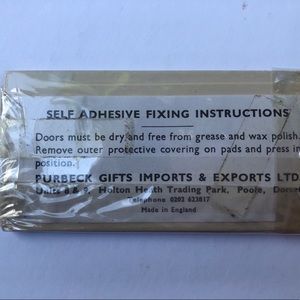 SELF ADHESIVE FIXING INSTRUCTIONS
Doors must be dry and free from grease and wax polish.
Remove outer protective covering on pads and press in
position.
PURBECK GIFTS IMPORTS & EXPORTS LTD.
Units 8 & 9, Holton Heath Trading Park, Poole, Dorset
Telephone 0202 623817
Made in England